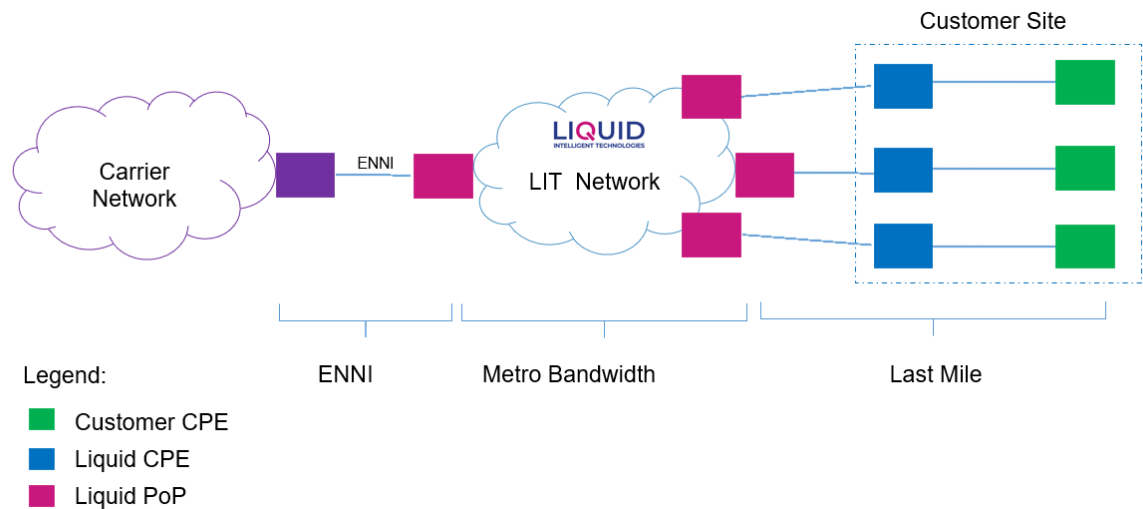 Customer Site
Carrier
Network
ENNI
LIQUID
INTELLIGENT TECHNOLOGIES
LIT Network
ENNI
Metro Bandwidth
Last Mile
Legend:
Customer CPE
Liquid CPE
Liquid PoP